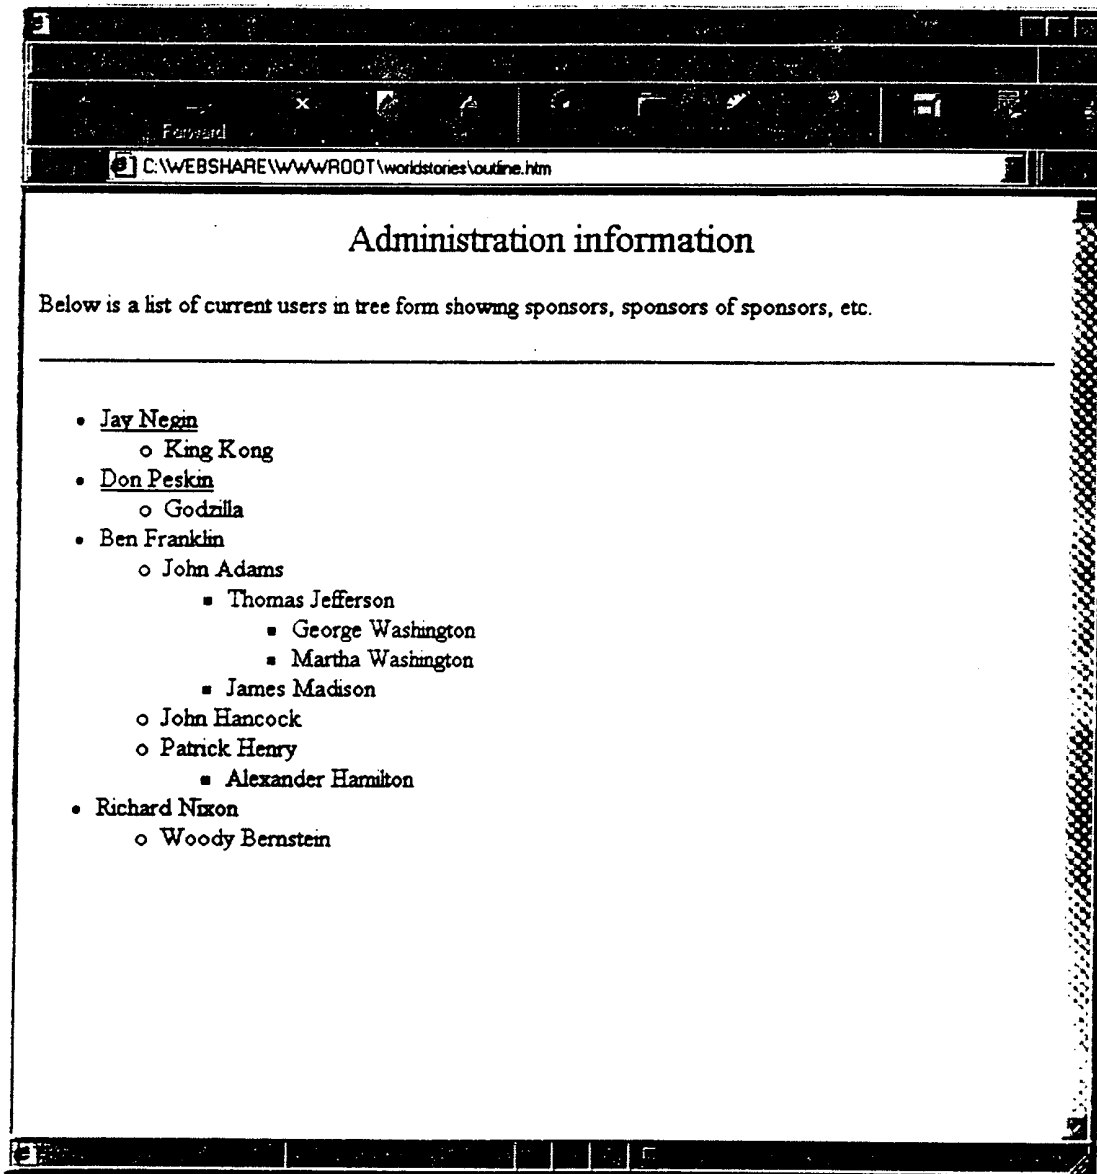 Forward
C:\WEBSHARE\WWWROOT\worldstories\outline.htm
Administration information
Below is a list of current users in tree form showing sponsors, sponsors of sponsors, etc.
Jay Negin
King Kong
Don Peskin
Godzilla
Ben Franklin
John Adams
Thomas Jefferson
George Washington
Martha Washington
James Madison
John Hancock
Patrick Henry
Alexander Hamilton
Richard Nixon
Woody Bernstein